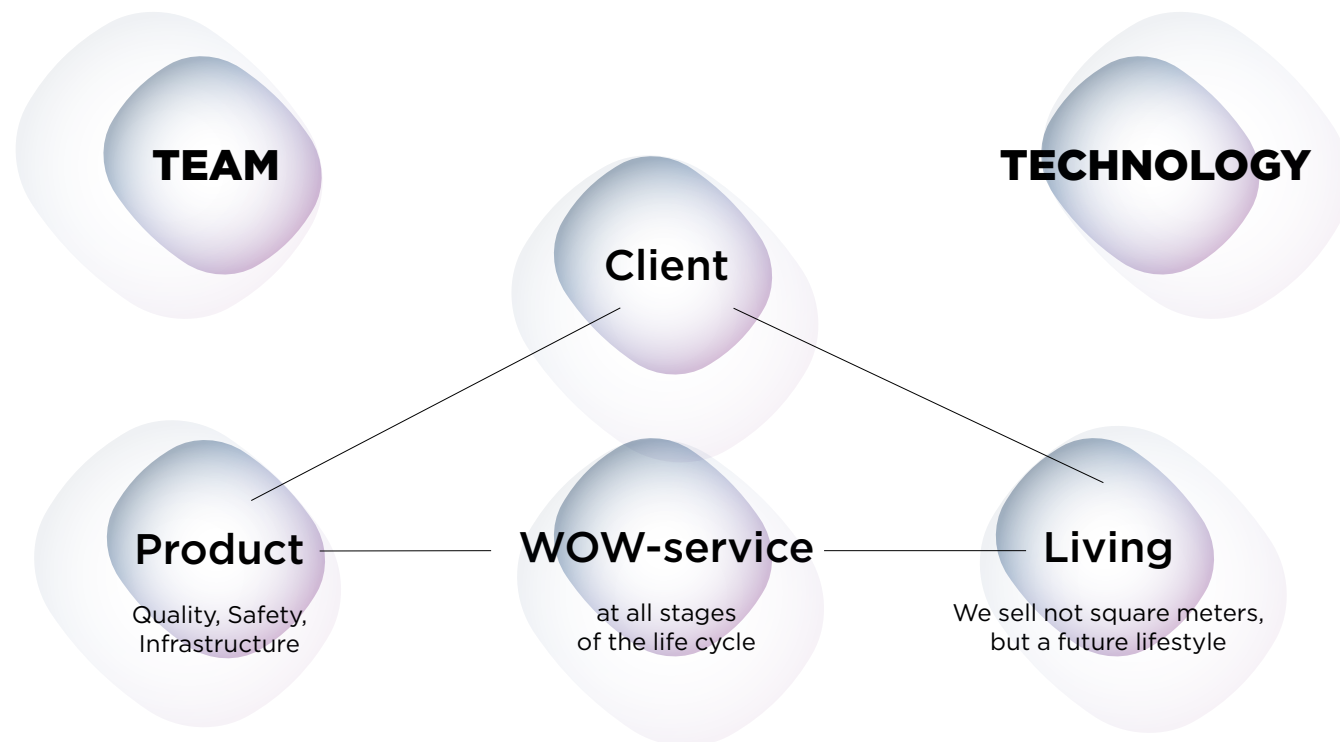 TEAM
TECHNOLOGY
Client
Product
Quality, Safety,
Infrastructure
WOW-service
at all stages
of the life cycle
Living
We sell not square meters,
but a future lifestyle